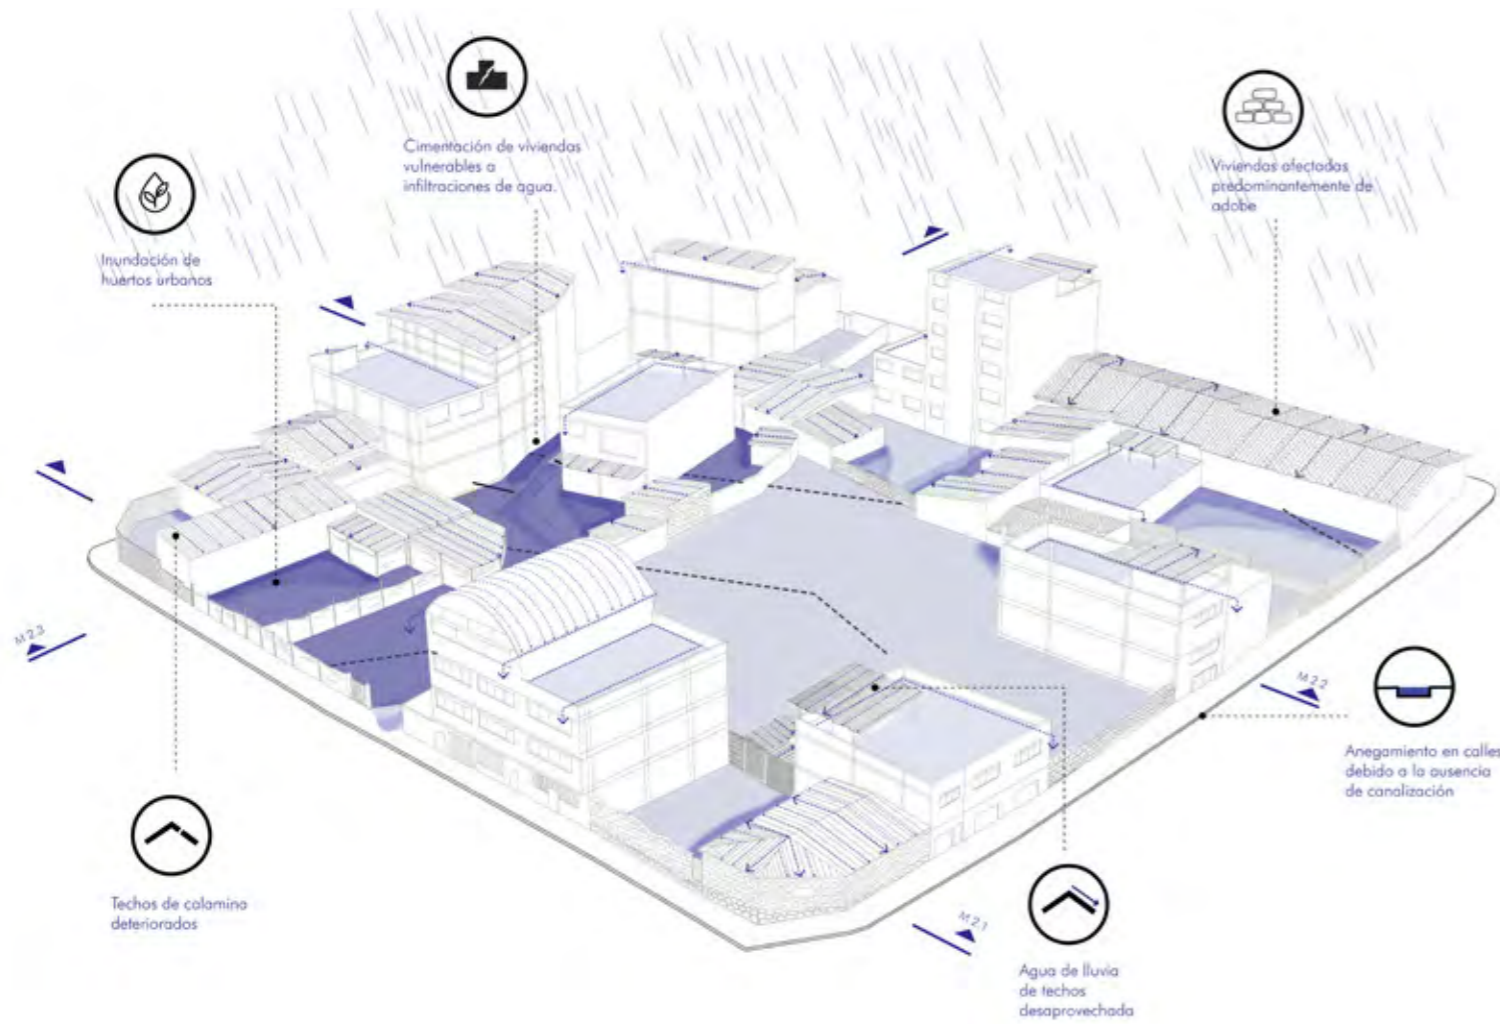 Cimentación de viviendas
vulnerables a
infiltraciones de agua.
Viviendas afectadas
predominantemente de
adobe
Inundación de
huertos urbanos
M 2.3
M 2.2
Anegamiento en calles
debido a la ausencia
de canalización
Techos de calamina
deteriorados
M 2.1
Agua de lluvia
de techos
desaprovechada